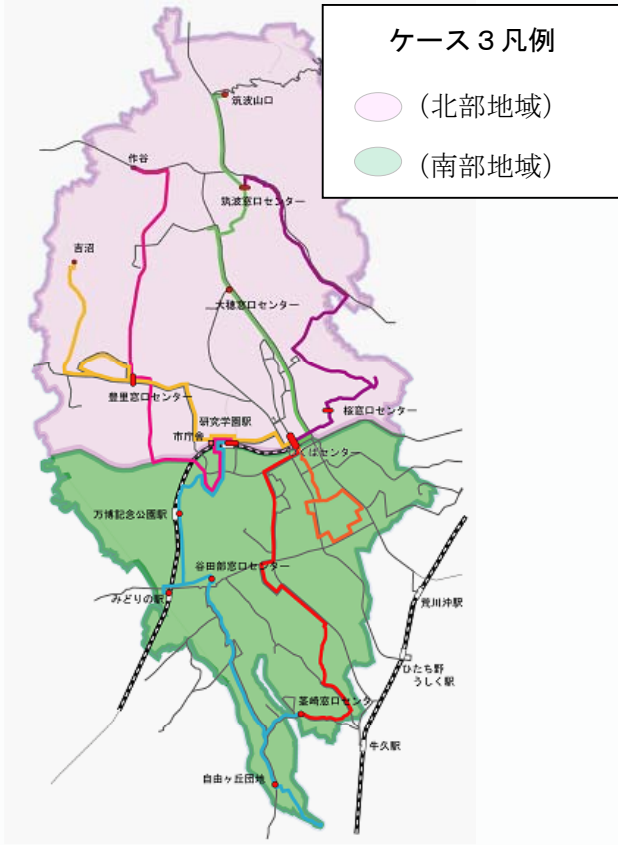 ケース３凡例
（北部地域）
（南部地域）
筑波山口
作谷
筑波窓口センター
吉沼
大穂窓口センター
豊里窓口センター
桜窓口センター
研究学園駅
市庁舎
くばセンター
万博記念公園駅
谷田部窓口センター
みどりの駅
荒川沖駅
ひたち野
うしく駅
茎崎窓口センタ
牛久駅
自由ヶ丘団地